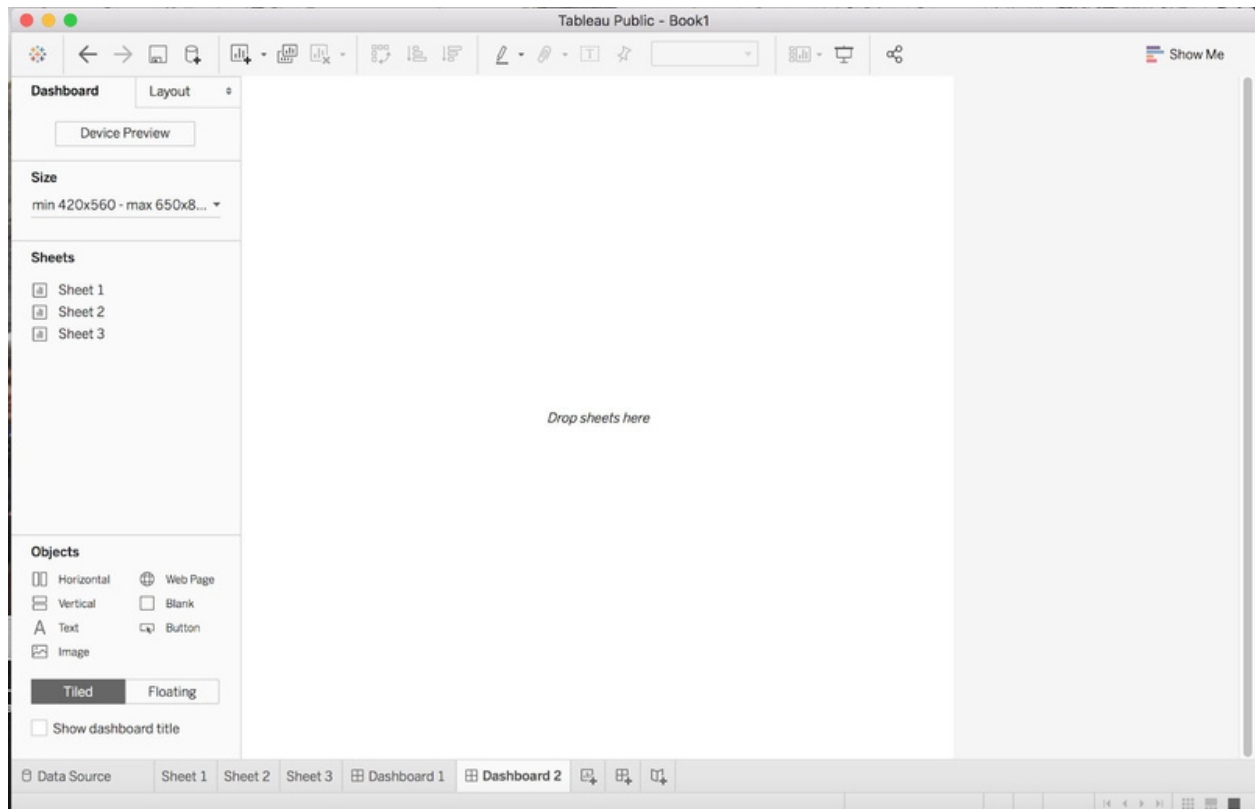 Tableau Public - Book1
Show Me
Dashboard Layout
Device Preview
Size
min 420x560 - max 650x8...
Sheets
Sheet 1
Sheet 2
Sheet 3
Drop sheets here
Objects
Horizontal Web Page
Vertical Blank
Text Button
Image
Tiled Floating
Show dashboard title
Data Source Sheet 1 Sheet 2 Sheet 3 Dashboard 1 Dashboard 2